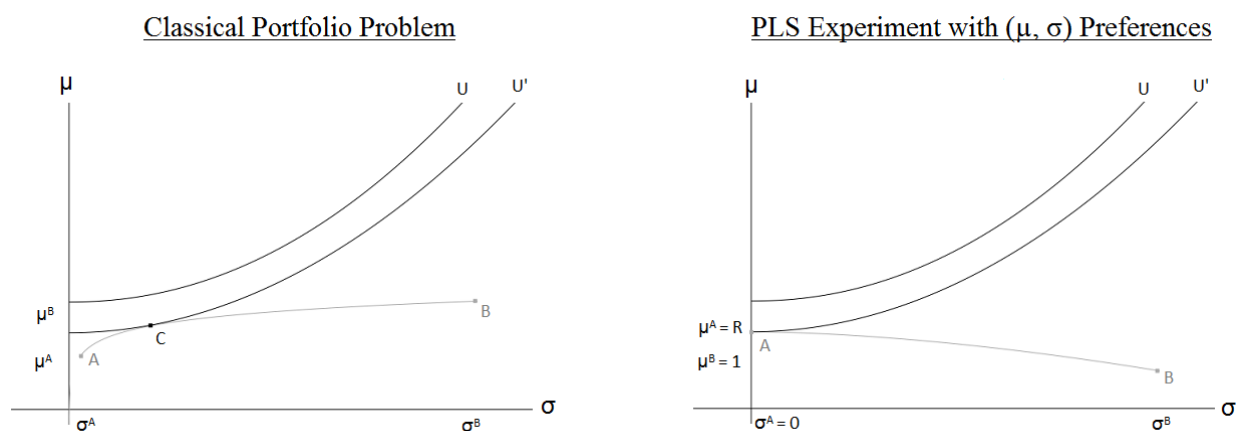 Classical Portfolio Problem
μ
U
U'
μᴮ
C
B
μᴬ
A
σ
σᴬ
σᴮ
PLS Experiment with (μ, σ) Preferences
μ
U
U'
μᴬ = R
A
μᴮ = 1
B
σ
σᴬ = 0
σᴮ